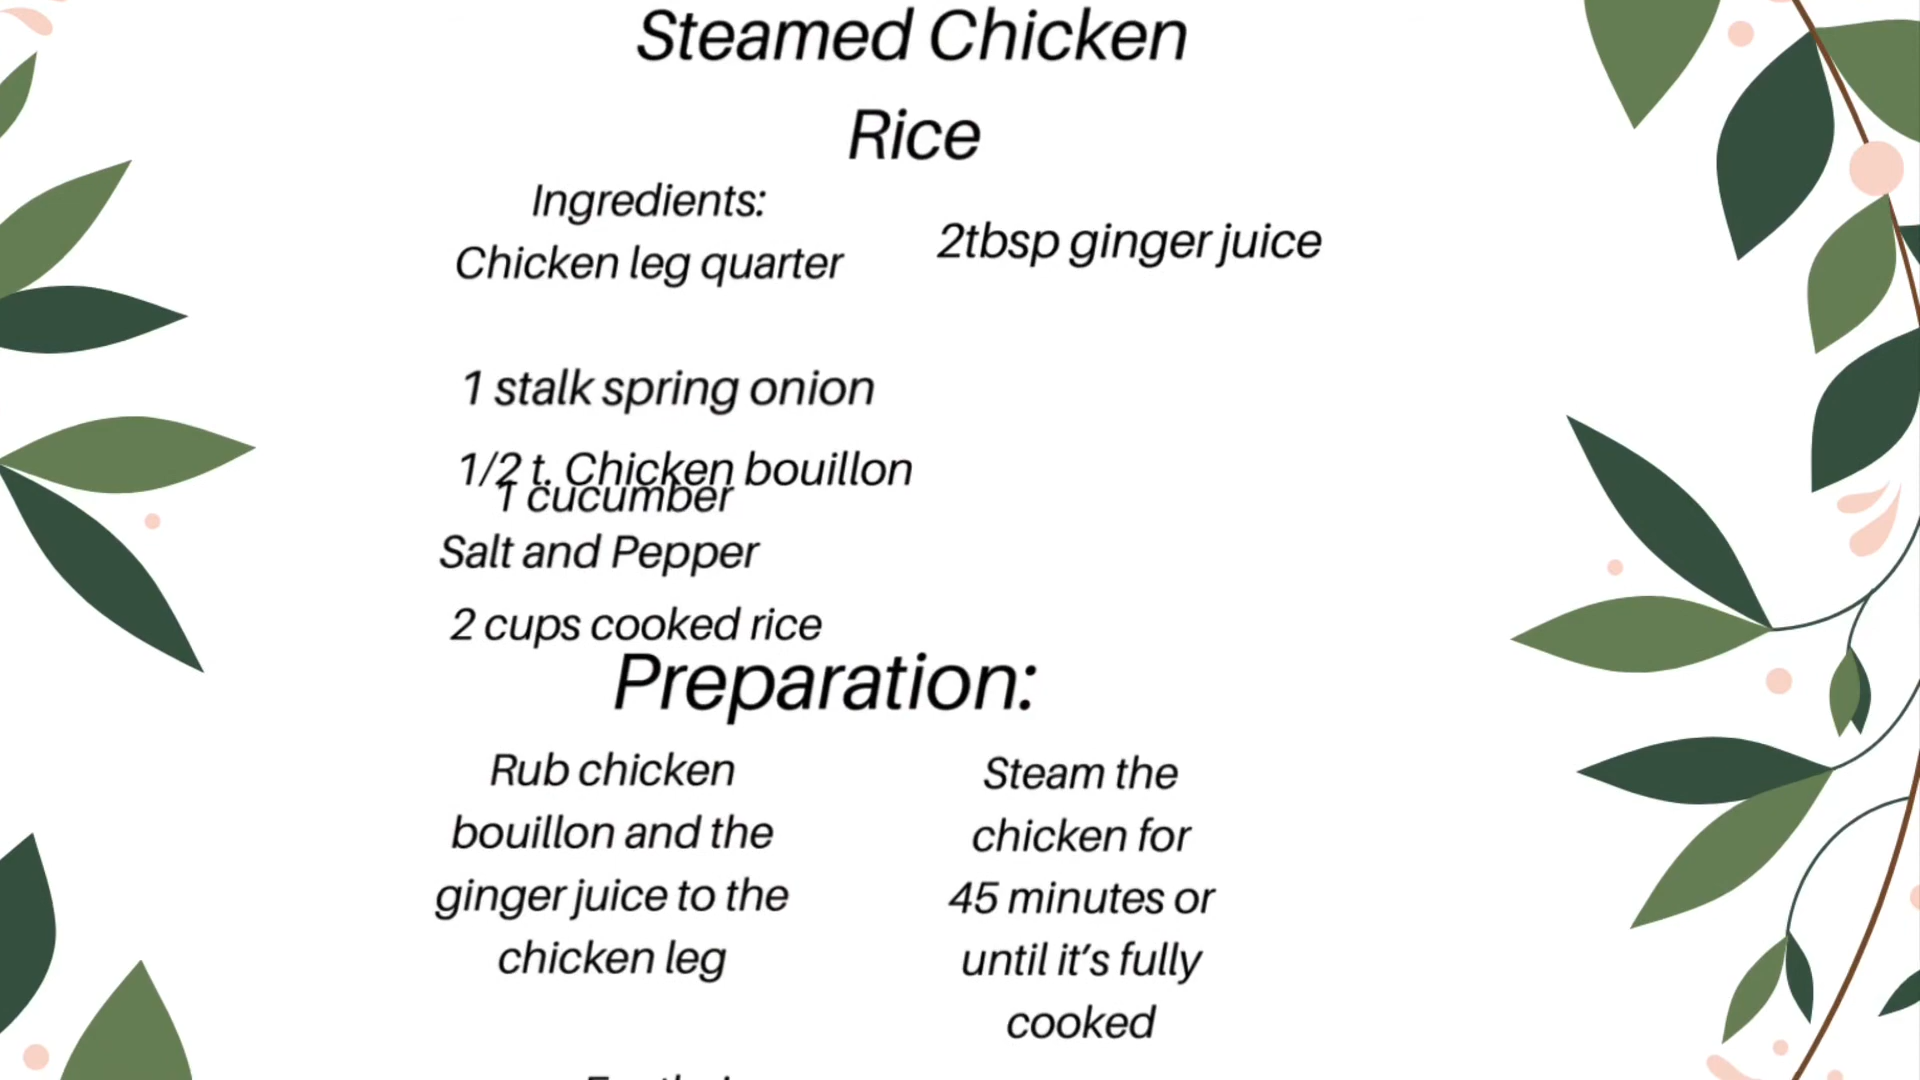 Steamed Chicken
Rice
Ingredients:
Chicken leg quarter
2tbsp ginger juice
1 stalk spring onion
1/2 t. Chicken bouillon
1 cucumber
Salt and Pepper
2 cups cooked rice
Preparation:
Rub chicken
bouillon and the
ginger juice to the
chicken leg
Steam the
chicken for
45 minutes or
until it’s fully
cooked